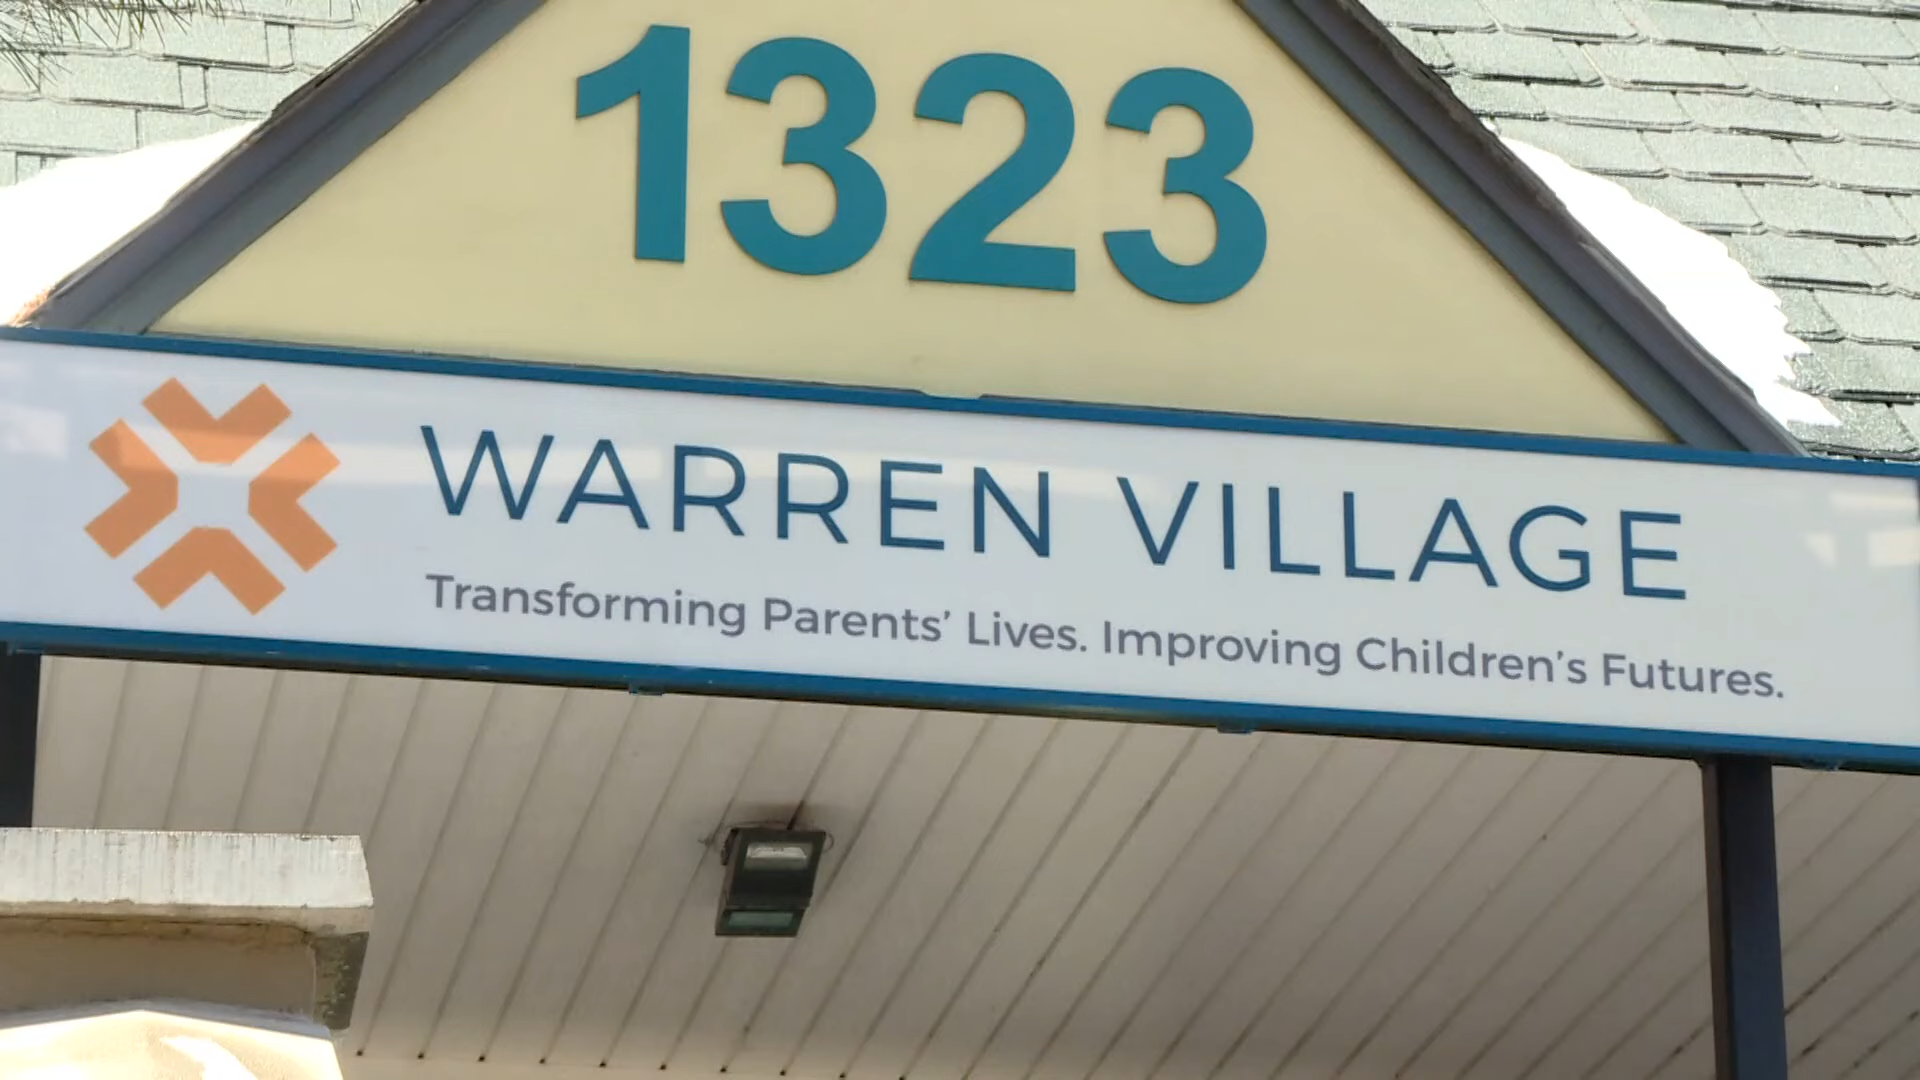 1323
WARREN VILLAGE
Transforming Parents’ Lives. Improving Children’s Futures.